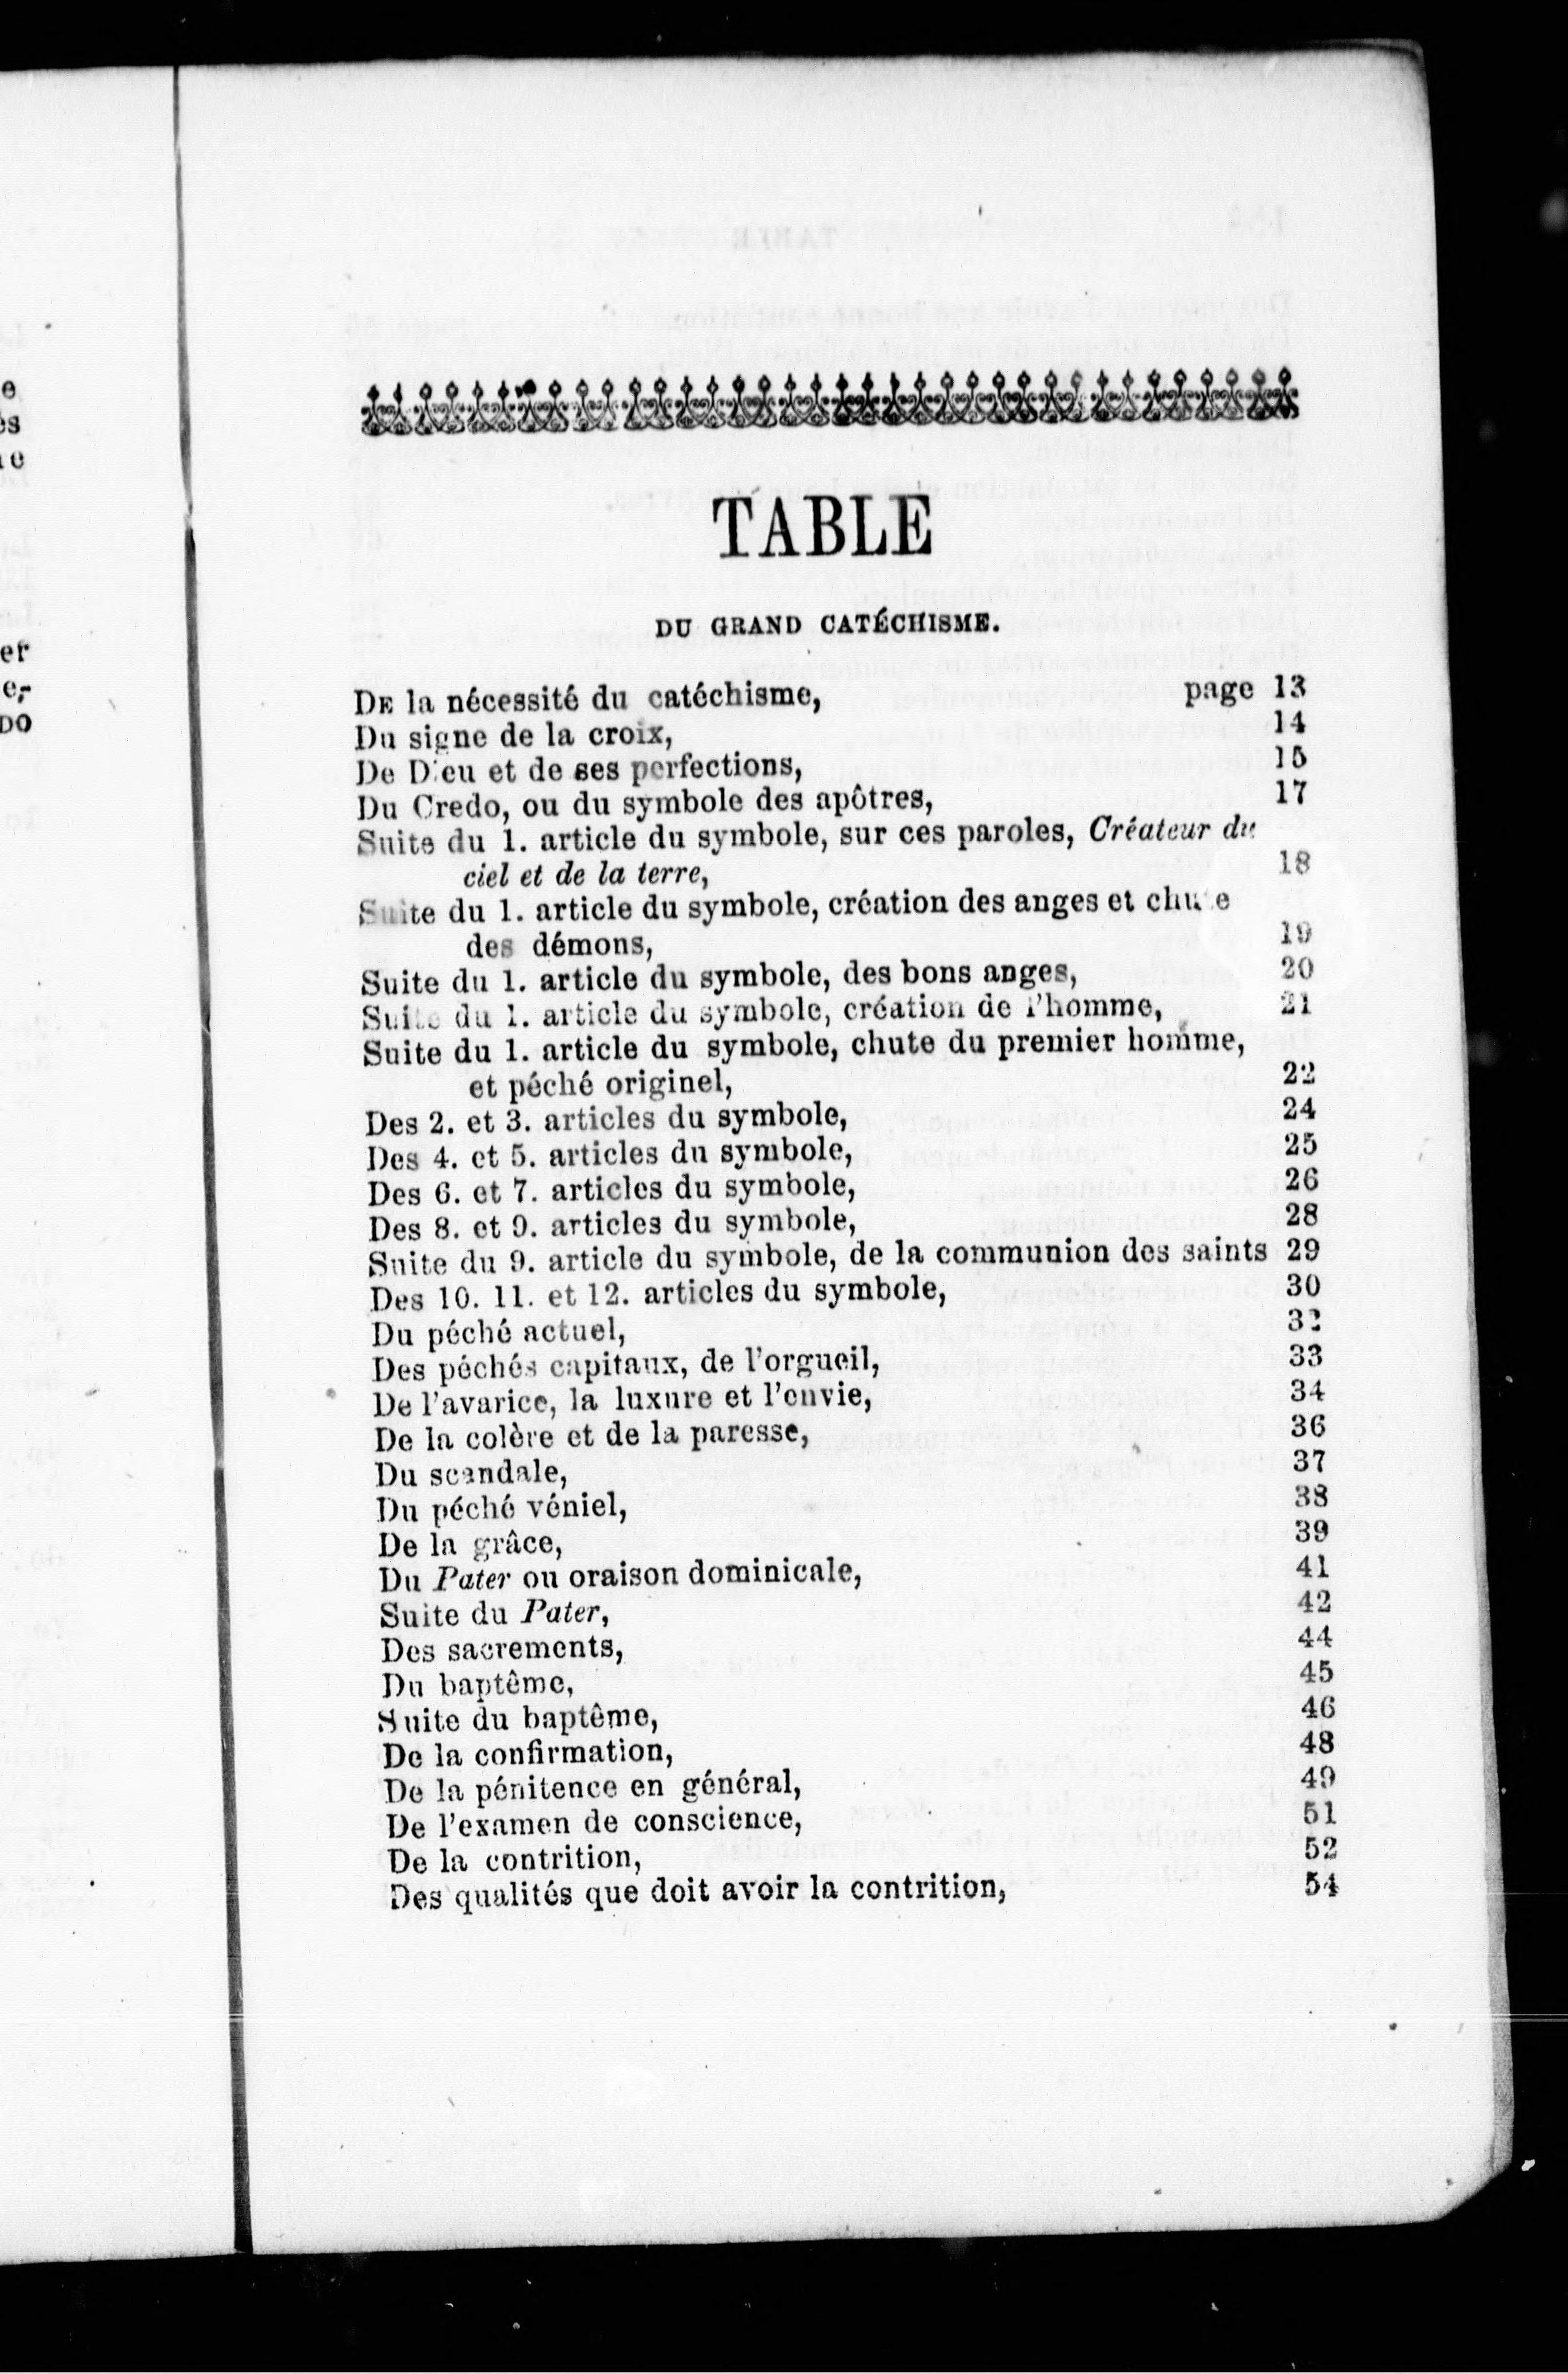 TABLE
DU GRAND CATÉCHISME.
DE la nécessité du catéchisme, page 13
Du signe de la croix, 14
De Dieu et de ses perfections, 15
Du Credo, ou du symbole des apôtres, 17
Suite du 1. article du symbole, sur ces paroles, Créateur du
ciel et de la terre, 18
Suite du 1. article du symbole, création des anges et chute
des démons, 19
Suite du 1. article du symbole, des bons anges, 20
Suite du 1. article du symbole, création de l'homme, 21
Suite du 1. article du symbole, chute du premier homme,
et péché originel, 22
Des 2. et 3. articles du symbole, 24
Des 4. et 5. articles du symbole, 25
Des 6. et 7. articles du symbole, 26
Des 8. et 9. articles du symbole, 28
Suite du 9. article du symbole, de la communion des saints 29
Des 10. 11. et 12. articles du symbole, 30
Du péché actuel, 32
Des péchés capitaux, de l'orgueil, 33
De l'avarice, la luxure et l'envie, 34
De la colère et de la paresse, 36
Du scandale, 37
Du péché véniel, 38
De la grâce, 39
Du Pater ou oraison dominicale, 41
Suite du Pater, 42
Des sacrements, 44
Du baptême, 45
Suite du baptême, 46
De la confirmation, 48
De la pénitence en général, 49
De l'examen de conscience, 51
De la contrition, 52
Des qualités que doit avoir la contrition, 54